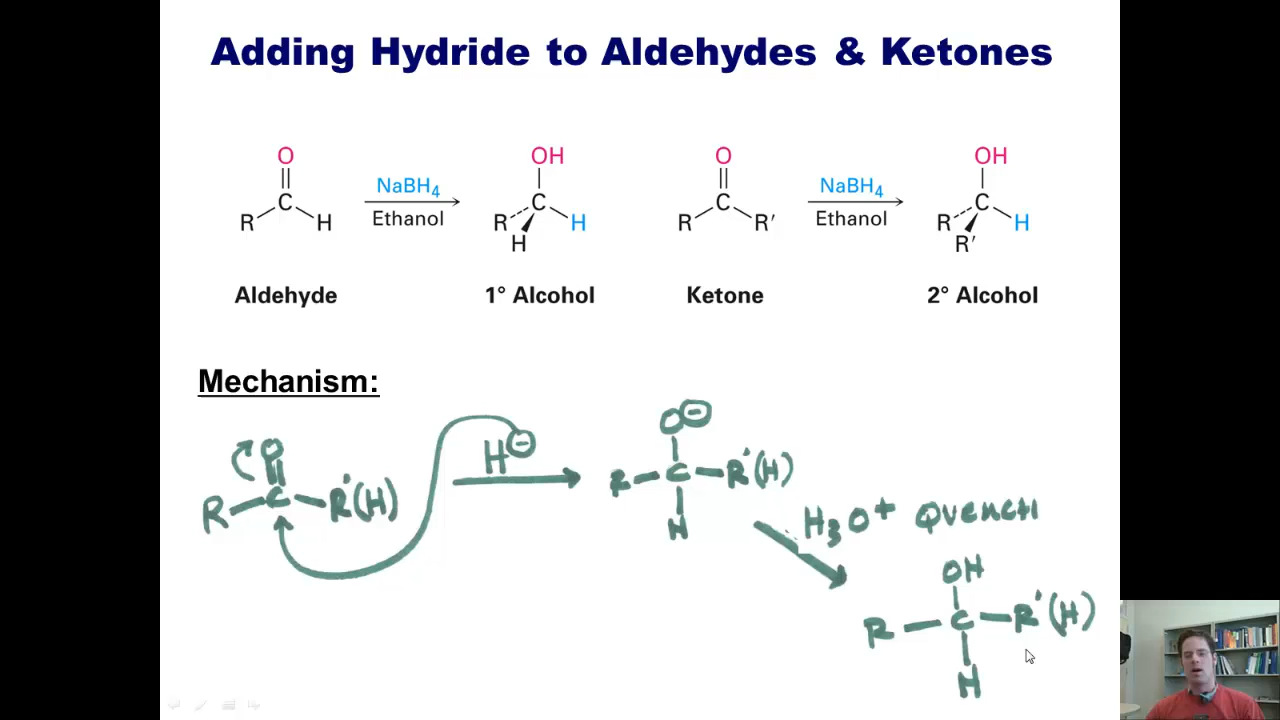 Adding Hydride to Aldehydes & Ketones
O
C
R
H
NaBH4
Ethanol
OH
C
R
H
H
O
C
R
R′
NaBH4
Ethanol
OH
C
R
R′
H
Aldehyde
1° Alcohol
Ketone
2° Alcohol
Mechanism:
O
R C R'(H)
H⊖
O⊖
R C R'(H)
H
H3O+ QUENCH
OH
R C R'(H)
H